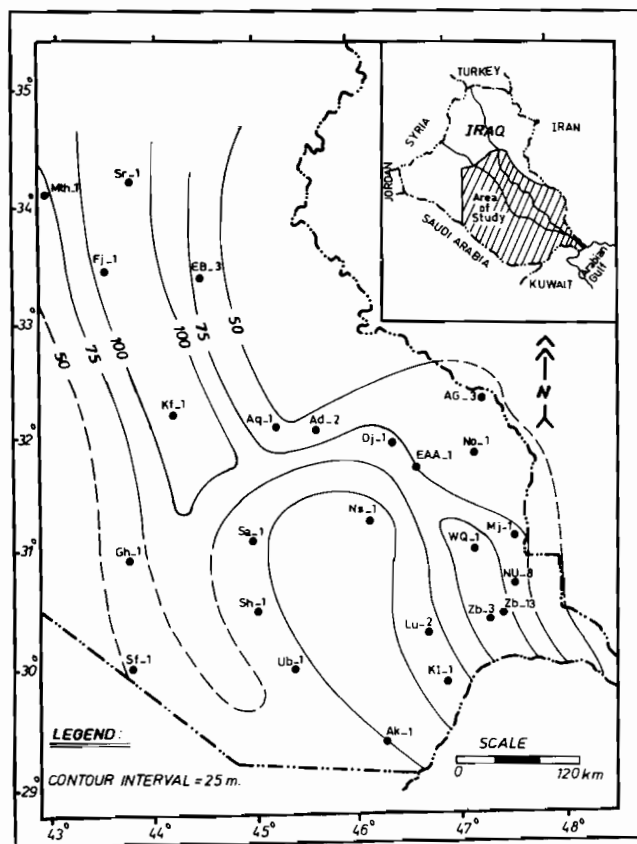 35°
34°
33°
32°
31°
30°
29°
43°
44°
45°
46°
47°
48°
TURKEY
SYRIA
IRAQ
IRAN
JORDAN
Area
of
Study
SAUDI ARABIA
KUWAIT
Arabian
Gulf
N
Mth_1
Sr_1
Fj_1
EB_3
50
75
100
100
75
50
Kf_1
Aq_1
Ad_2
AG_3
Dj_1
EAA_1
No_1
Ns_1
Sa_1
Mj_1
WQ_1
Gh_1
NU_8
Sh_1
Zb_3
Zb_13
Lu_2
Sf_1
Ub_1
KI_1
Ak_1
LEGEND:
CONTOUR INTERVAL = 25 m.
SCALE
0
120 km